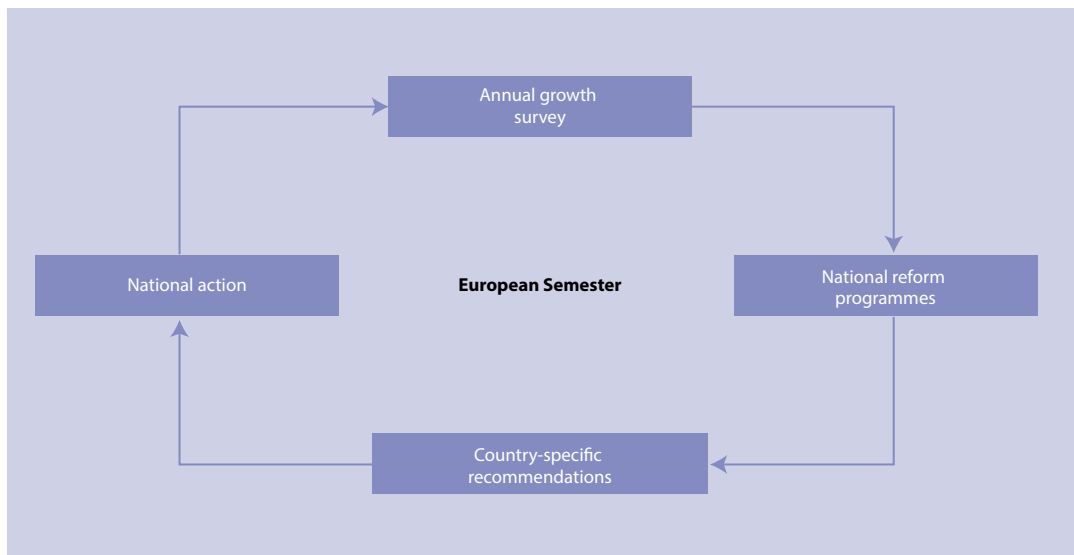 Annual growth
survey
National action
European Semester
National reform
programmes
Country-specific
recommendations